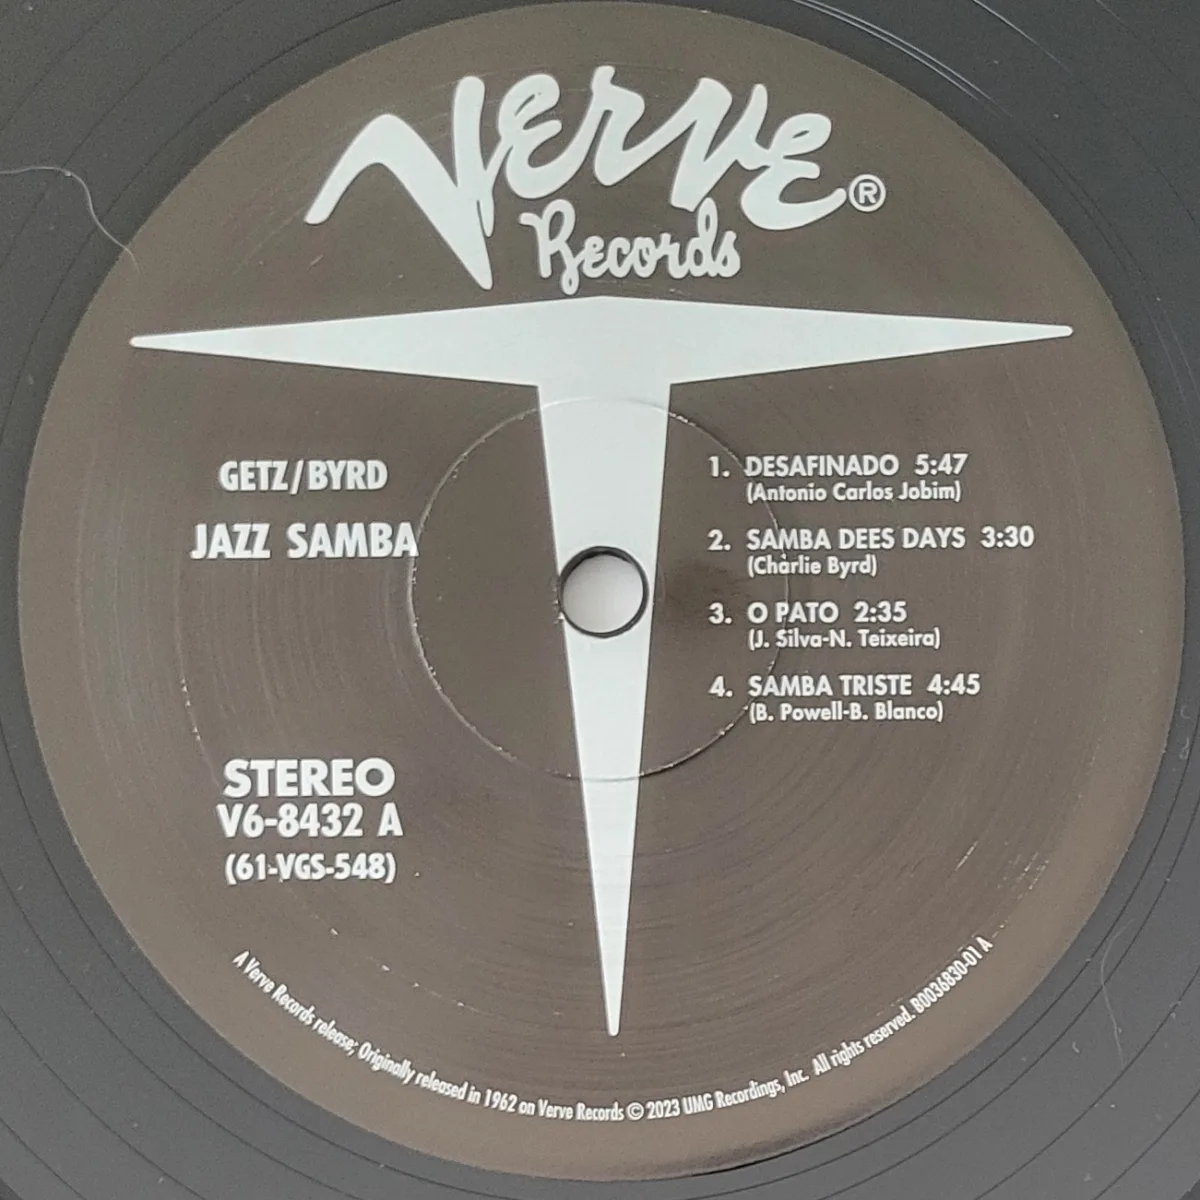 Verve®
Records
GETZ/BYRD
JAZZ SAMBA
1. DESAFINADO 5:47
(Antonio Carlos Jobim)
2. SAMBA DEES DAYS 3:30
(Charlie Byrd)
3. O PATO 2:35
(J. Silva-N. Teixeira)
4. SAMBA TRISTE 4:45
(B. Powell-B. Blanco)
STEREO
V6-8432 A
(61-VGS-548)
A Verve Records release; Originally released in 1962 on Verve Records © 2023 UMG Recordings, Inc. All rights reserved. B0036830-01 A